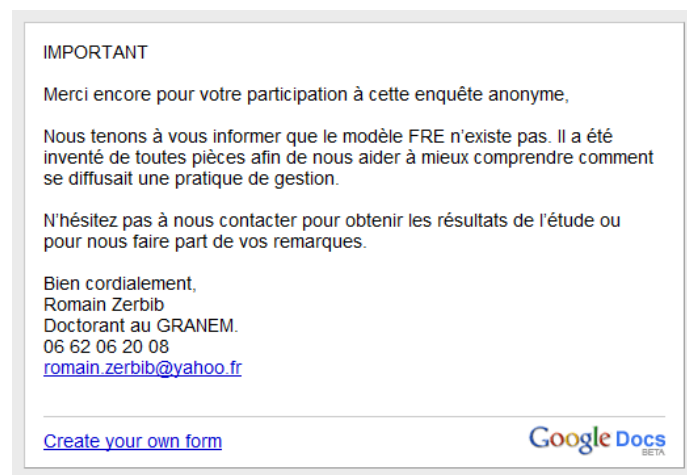 IMPORTANT
Merci encore pour votre participation à cette enquête anonyme,
Nous tenons à vous informer que le modèle FRE n'existe pas. Il a été
inventé de toutes pièces afin de nous aider à mieux comprendre comment
se diffusait une pratique de gestion.
N'hésitez pas à nous contacter pour obtenir les résultats de l'étude ou
pour nous faire part de vos remarques.
Bien cordialement,
Romain Zerbib
Doctorant au GRANEM.
06 62 06 20 08
romain.zerbib@yahoo.fr
Create your own form
Google Docs
BETA